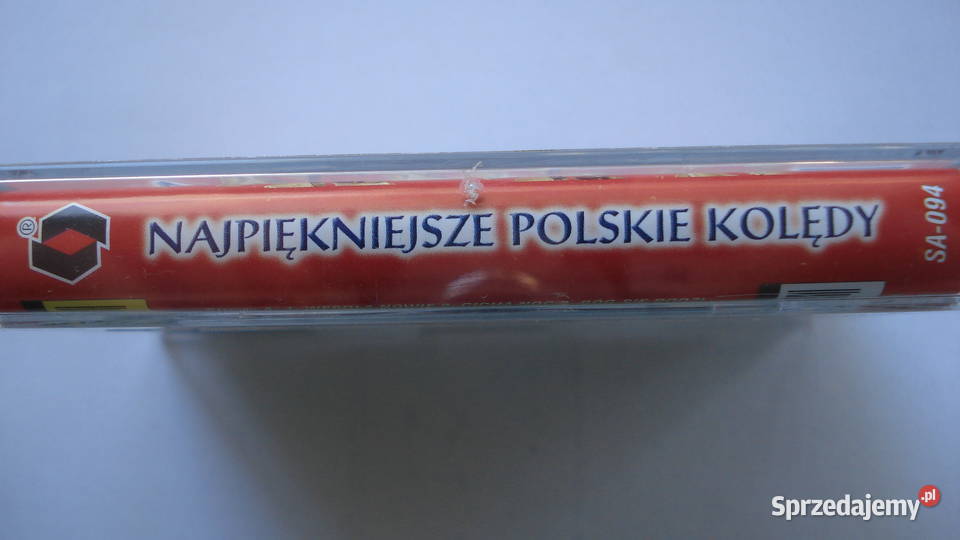 ®
NAJPIĘKNIEJSZE POLSKIE KOLĘDY
SA-094
Sprzedajemy.pl